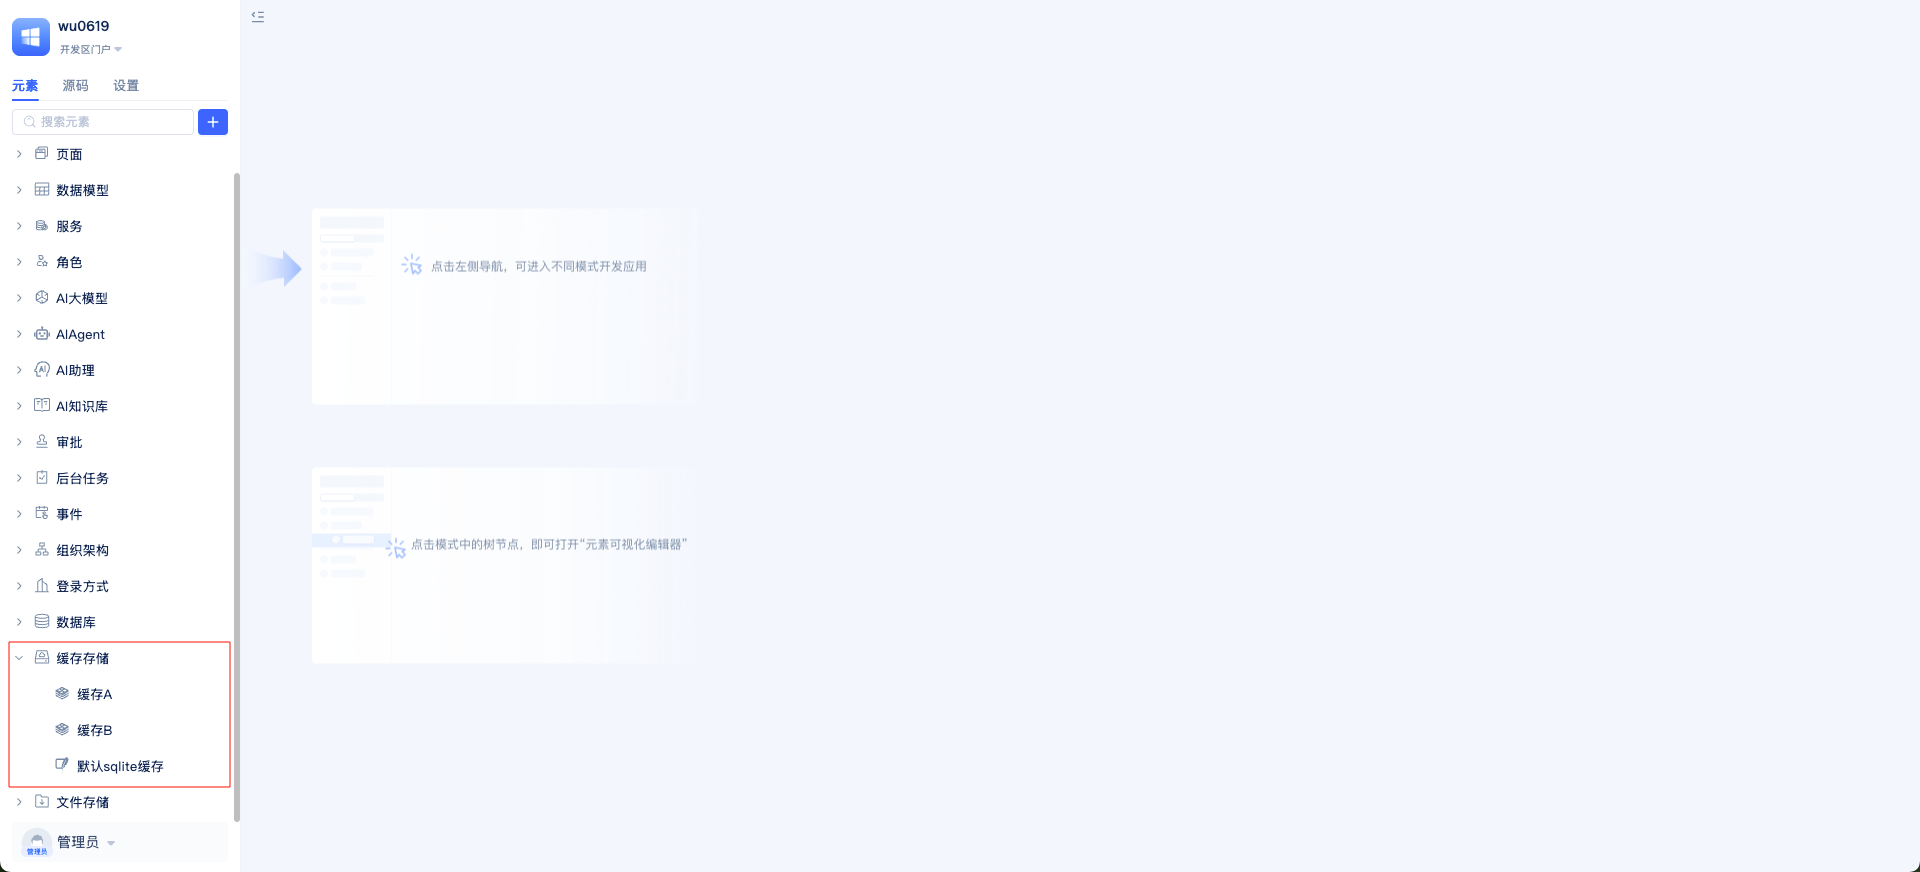 wu0619
开发区门户
元素 源码 设置
搜索元素
页面
数据模型
服务
角色
AI大模型
AIAgent
AI助理
AI知识库
审批
后台任务
事件
组织架构
登录方式
数据库
缓存存储
缓存A
缓存B
默认sqlite缓存
文件存储
管理员
管理员
点击左侧导航，可进入不同模式开发应用
点击模式中的树节点，即可打开“元素可视化编辑器”